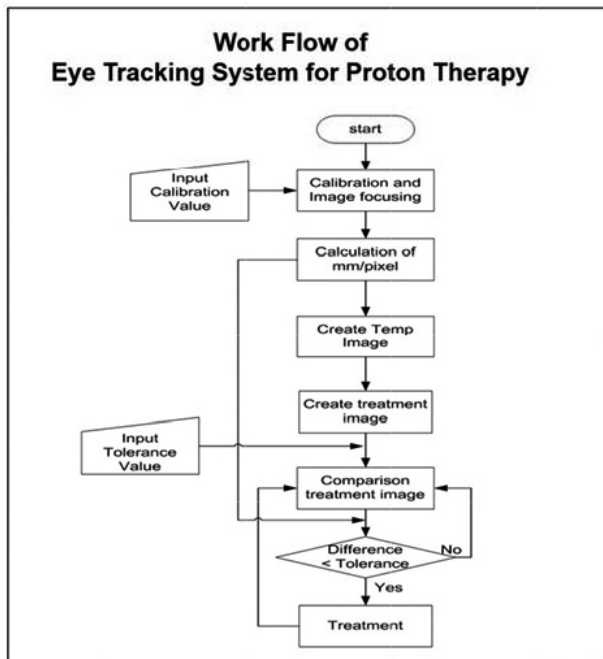 Work Flow of
Eye Tracking System for Proton Therapy
start
Input
Calibration
Value
Calibration and
Image focusing
Calculation of
mm/pixel
Create Temp
Image
Create treatment
image
Input
Tolerance
Value
Comparison
treatment image
Difference
< Tolerance
No
Yes
Treatment